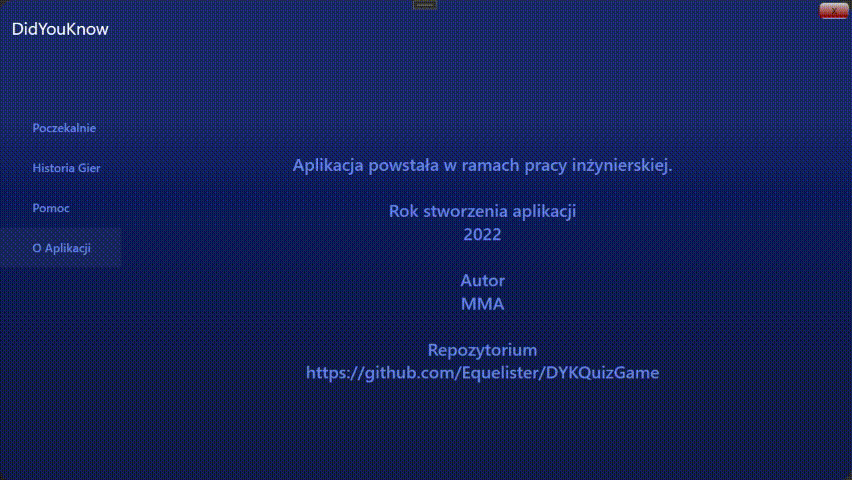 DidYouKnow
x
Poczekalnie
Historia Gier
Pomoc
O Aplikacji
Aplikacja powstała w ramach pracy inżynierskiej.
Rok stworzenia aplikacji
2022
Autor
MMA
Repozytorium
https://github.com/Equelister/DYKQuizGame